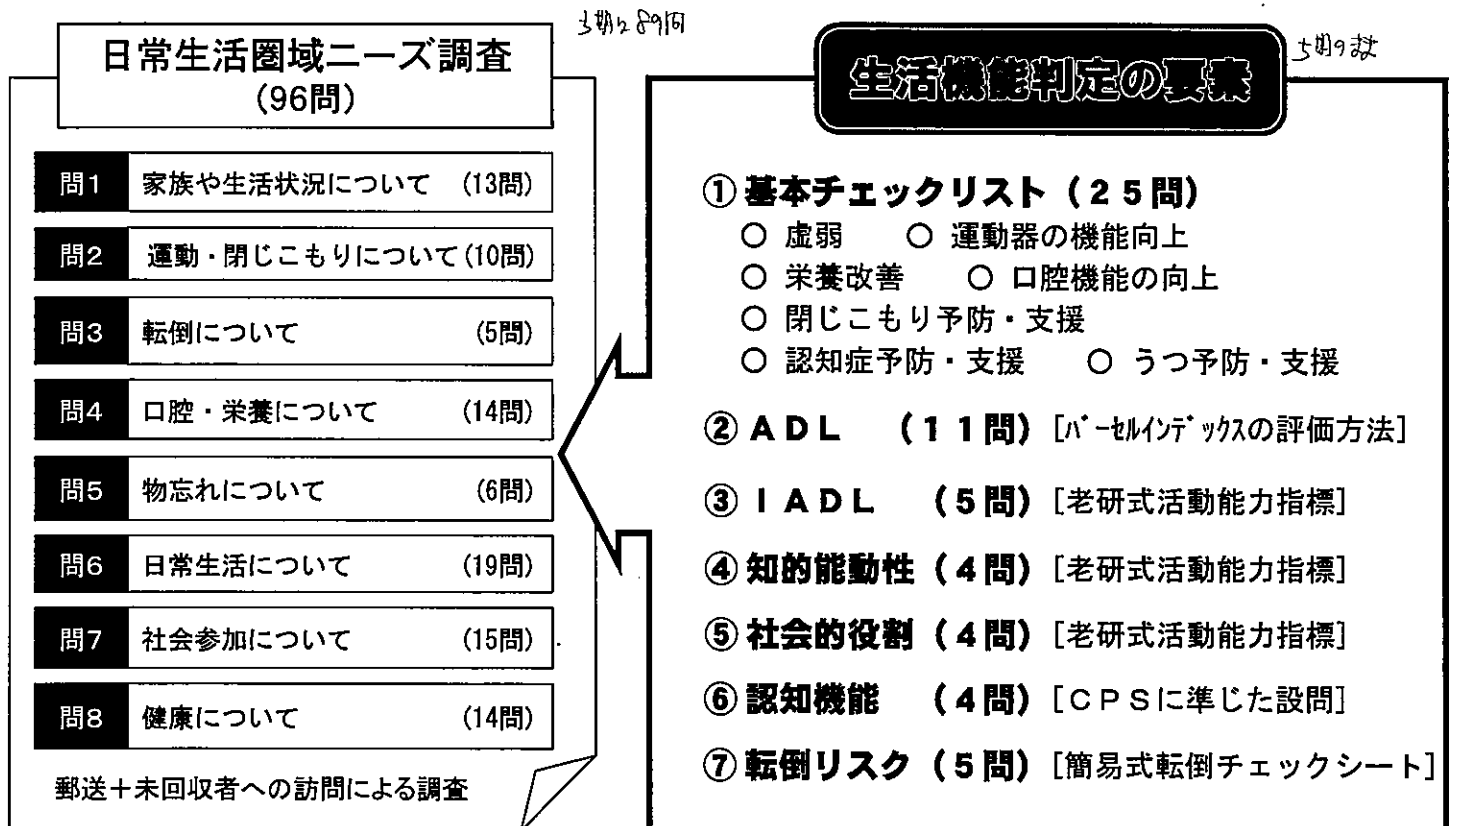 日常生活圏域ニーズ調査
(96問)
問1 家族や生活状況について (13問)
問2 運動・閉じこもりについて(10問)
問3 転倒について (5問)
問4 口腔・栄養について (14問)
問5 物忘れについて (6問)
問6 日常生活について (19問)
問7 社会参加について (15問)
問8 健康について (14問)
郵送＋未回収者への訪問による調査
生活機能判定の要素
①基本チェックリスト（２５問）
○ 虚弱 ○ 運動器の機能向上
○ 栄養改善 ○ 口腔機能の向上
○ 閉じこもり予防・支援
○ 認知症予防・支援 ○ うつ予防・支援
②ＡＤＬ （１１問）[ﾊﾞｰｾﾙｲﾝﾃﾞｯｸｽの評価方法]
③ＩＡＤＬ （５問）[老研式活動能力指標]
④知的能動性（４問）[老研式活動能力指標]
⑤社会的役割（４問）[老研式活動能力指標]
⑥認知機能 （４問）[ＣＰＳに準じた設問]
⑦転倒リスク（５問）[簡易式転倒チェックシート]